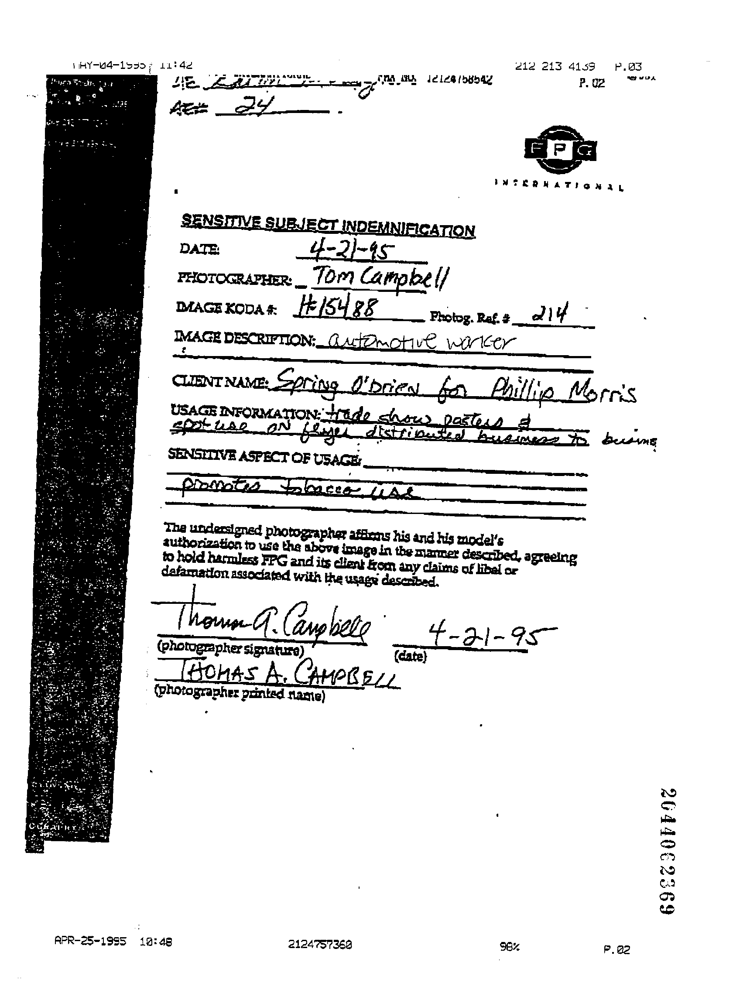 11:42 212 213 4139 P.03
12124758542 P. 02
AE# 24
FPG
INTERNATIONAL
SENSITIVE SUBJECT INDEMNIFICATION
DATE: 4-21-95
PHOTOGRAPHER: Tom Campbell
IMAGE KODA #: #15488 Photog. Ref. # 214
IMAGE DESCRIPTION: automotive worker
CLIENT NAME: Spring O'Brien for Phillip Morris
USAGE INFORMATION: trade show posters &
spot use on flyer distributed business to busine
SENSITIVE ASPECT OF USAGE:
promotes tobacco use
The undersigned photographer affirms his and his model's
authorization to use the above image in the manner described, agreeing
to hold harmless FPG and its client from any claims of libel or
defamation associated with the usage described.
Thomas A. Campbell 4-21-95
(photographer signature) (date)
THOMAS A. CAMPBELL
(photographer printed name)
2044062369
APR-25-1995 10:48 2124757360 98% P.02